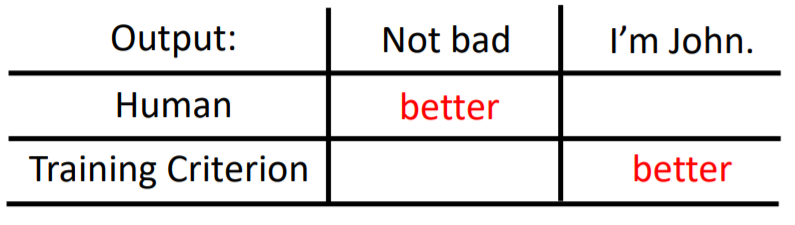 Output: Not bad I'm John.
Human better
Training Criterion better